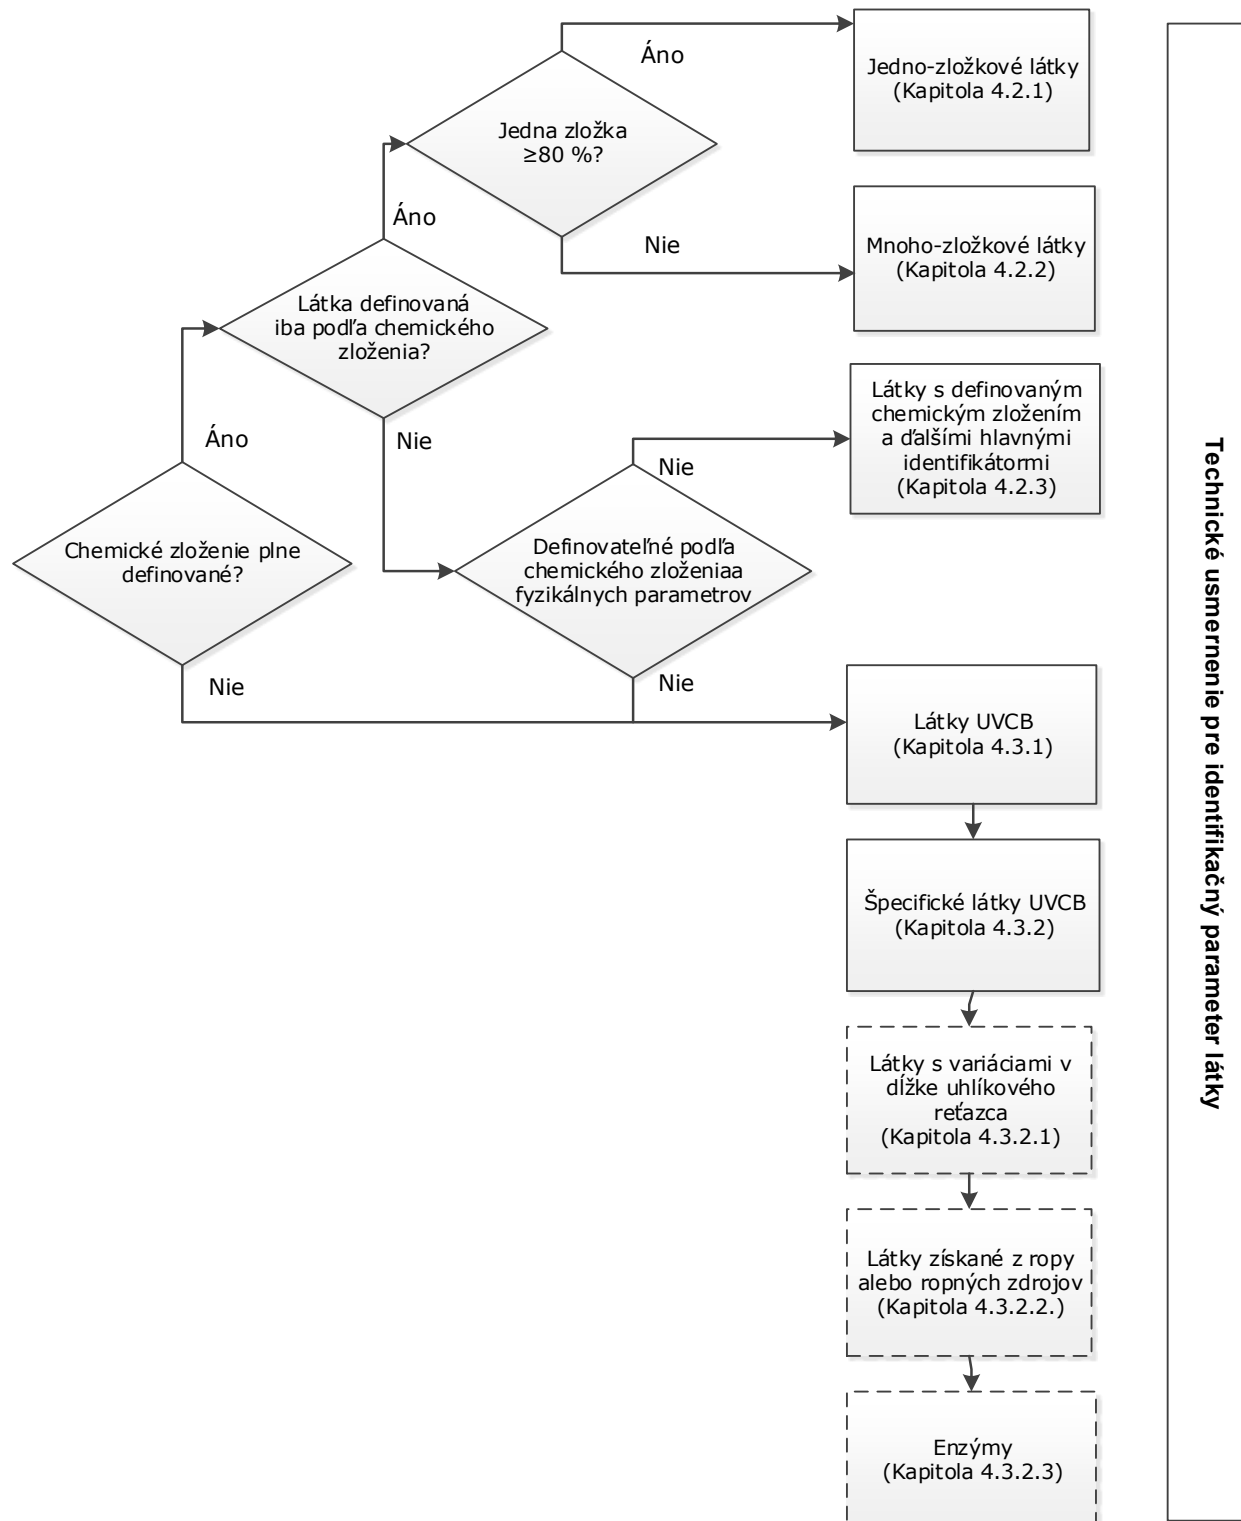 Áno
Jedno-zložkové látky
(Kapitola 4.2.1)
Jedna zložka
≥80 %?
Áno
Nie
Mnoho-zložkové látky
(Kapitola 4.2.2)
Látka definovaná
iba podľa chemického
zloženia?
Látky s definovaným
chemickým zložením
a ďalšími hlavnými
identifikátormi
(Kapitola 4.2.3)
Áno
Nie
Nie
Chemické zloženie plne
definované?
Definovateľné podľa
chemického zloženiaa
fyzikálnych parametrov
Nie
Nie
Látky UVCB
(Kapitola 4.3.1)
Špecifické látky UVCB
(Kapitola 4.3.2)
Látky s variáciami v
dĺžke uhlíkového
reťazca
(Kapitola 4.3.2.1)
Látky získané z ropy
alebo ropných zdrojov
(Kapitola 4.3.2.2.)
Enzýmy
(Kapitola 4.3.2.3)
Technické usmernenie pre identifikačný parameter látky